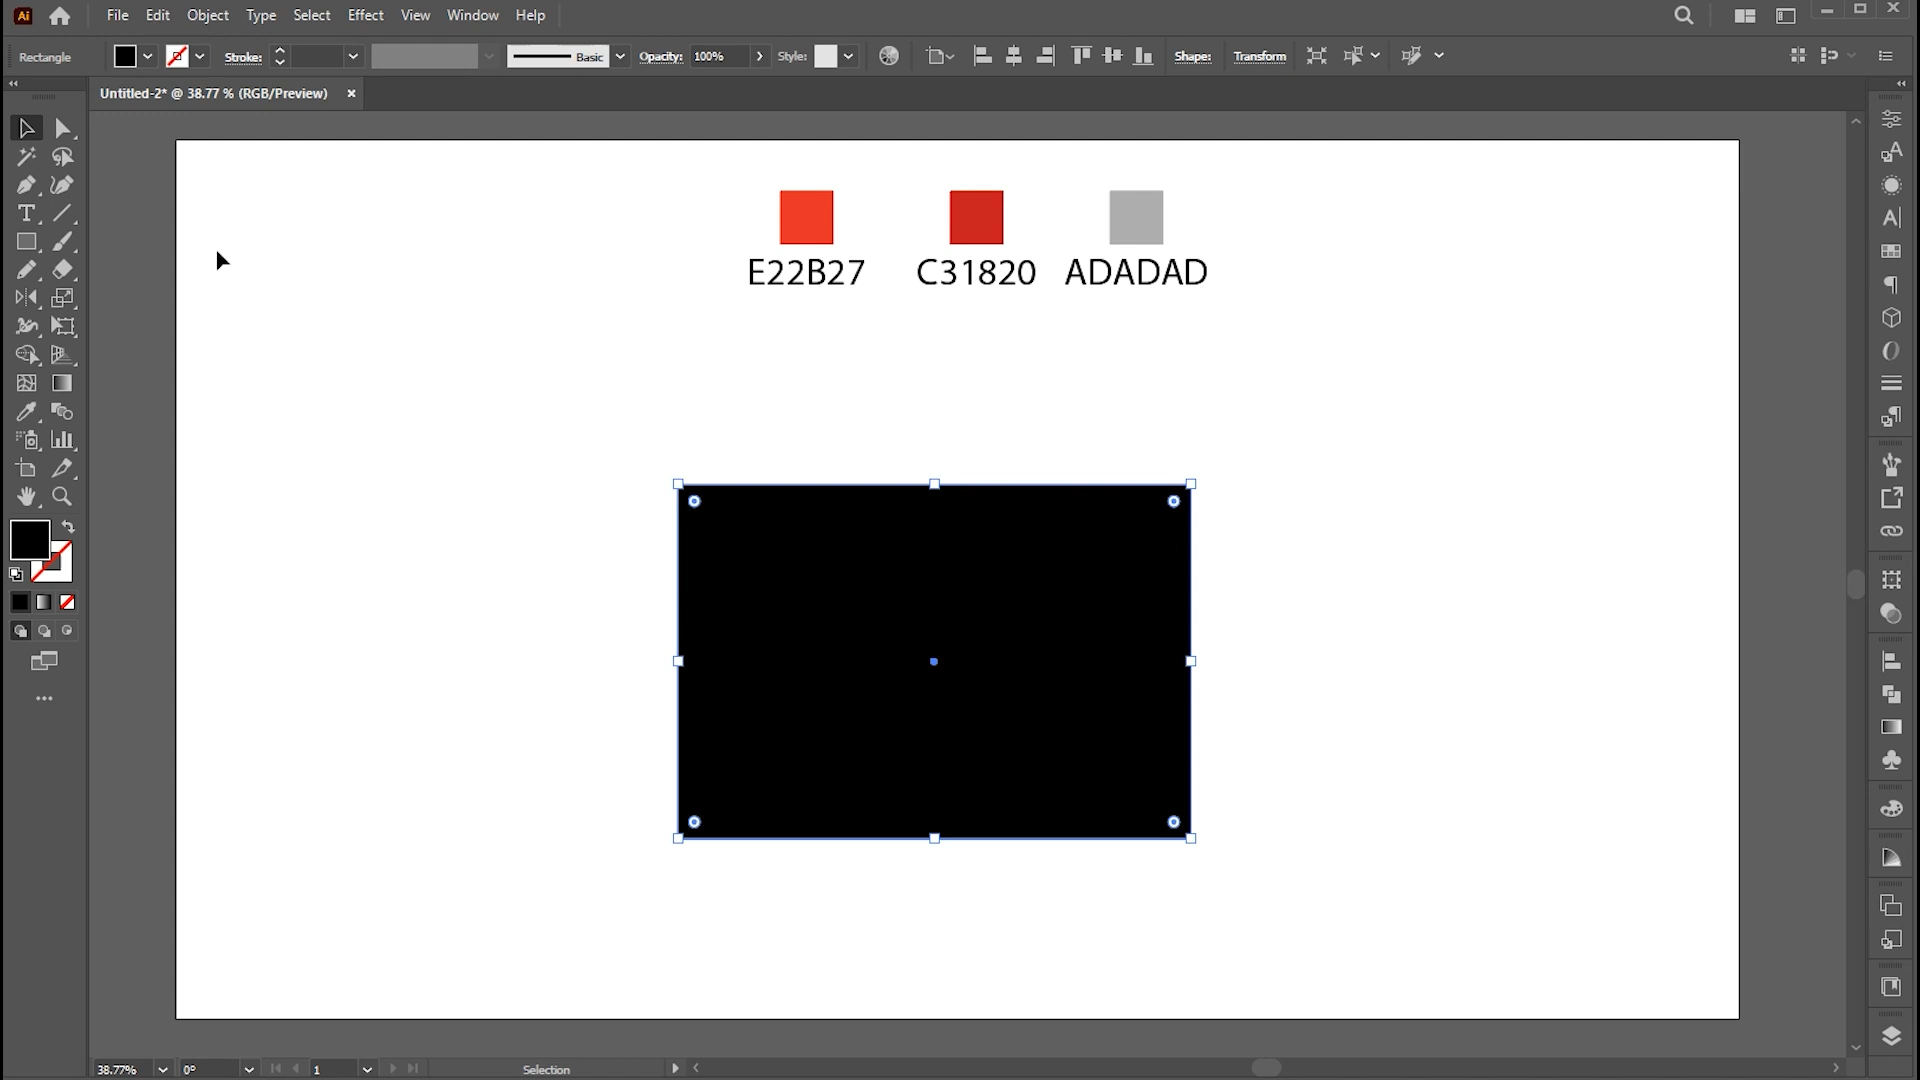 Ai File Edit Object Type Select Effect View Window Help
Rectangle Stroke: Basic Opacity: 100% Style: Shape: Transform
Untitled-2* @ 38.77 % (RGB/Preview) ×
E22B27 C31820 ADADAD
38.77% 0° 1 Selection